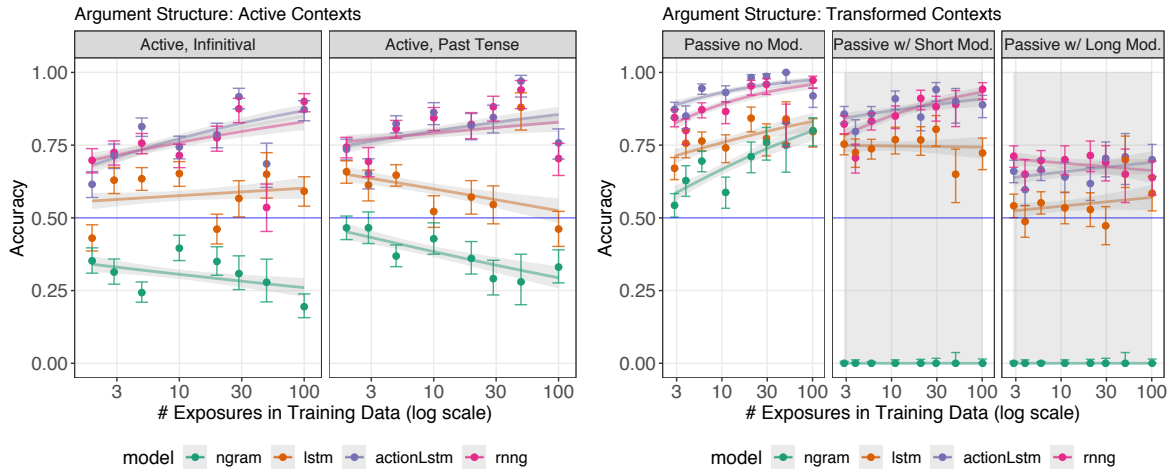 Argument Structure: Active Contexts
Active, Infinitival
Active, Past Tense
Accuracy
1.00
0.75
0.50
0.25
0.00
3 10 30 100
3 10 30 100
# Exposures in Training Data (log scale)
model ngram lstm actionLstm rnng
Argument Structure: Transformed Contexts
Passive no Mod.
Passive w/ Short Mod.
Passive w/ Long Mod.
Accuracy
1.00
0.75
0.50
0.25
0.00
3 10 30 100
3 10 30 100
3 10 30 100
# Exposures in Training Data (log scale)
model ngram lstm actionLstm rnng